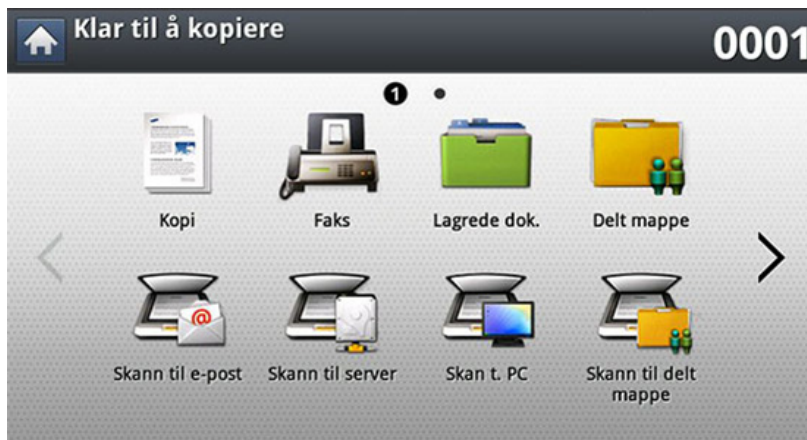 Klar til å kopiere
0001
1
Kopi
Faks
Lagrede dok.
Delt mappe
@
Skann til e-post
Skann til server
Skan t. PC
Skann til delt
mappe